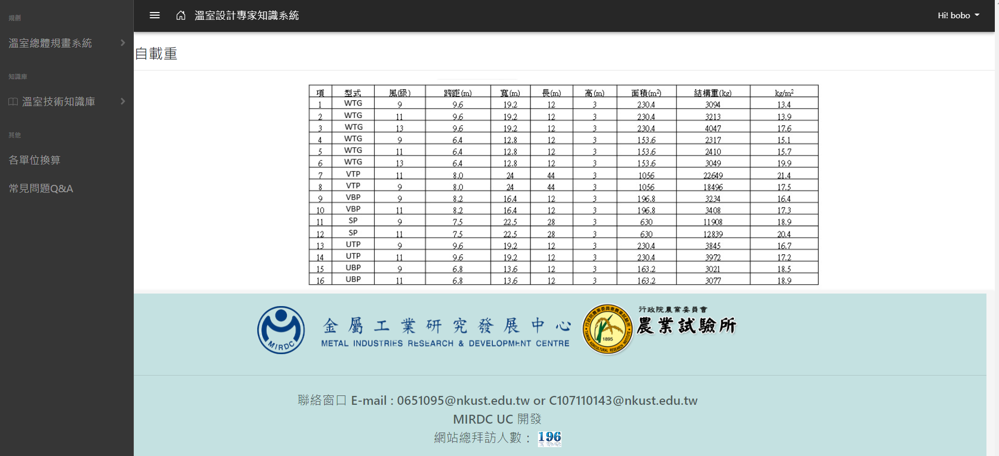 溫室設計專家知識系統
Hi! bobo
規劃
溫室總體規畫系統
知識庫
溫室技術知識庫
其他
各單位換算
常見問題Q&A
自載重
項 型式 風(級) 跨距(m) 寬(m) 長(m) 高(m) 面積(m²) 結構重(kg) kg/m²
1 WTG 9 9.6 19.2 12 3 230.4 3094 13.4
2 WTG 11 9.6 19.2 12 3 230.4 3213 13.9
3 WTG 13 9.6 19.2 12 3 230.4 4047 17.6
4 WTG 9 6.4 12.8 12 3 153.6 2317 15.1
5 WTG 11 6.4 12.8 12 3 153.6 2410 15.7
6 WTG 13 6.4 12.8 12 3 153.6 3049 19.9
7 VTP 11 8.0 24 44 3 1056 22649 21.4
8 VTP 9 8.0 24 44 3 1056 18496 17.5
9 VBP 9 8.2 16.4 12 3 196.8 3234 16.4
10 VBP 11 8.2 16.4 12 3 196.8 3408 17.3
11 SP 9 7.5 22.5 28 3 630 11908 18.9
12 SP 11 7.5 22.5 28 3 630 12839 20.4
13 UTP 9 9.6 19.2 12 3 230.4 3845 16.7
14 UTP 11 9.6 19.2 12 3 230.4 3972 17.2
15 UBP 9 6.8 13.6 12 3 163.2 3021 18.5
16 UBP 11 6.8 13.6 12 3 163.2 3077 18.9
MIRDC
金屬工業研究發展中心
METAL INDUSTRIES RESEARCH & DEVELOPMENT CENTRE
行政院農業委員會農業試驗所
1895
TAIWAN AGRICULTURAL RESEARCH INSTITUTE
行政院農業委員會
農業試驗所
聯絡窗口 E-mail : 0651095@nkust.edu.tw or C107110143@nkust.edu.tw
MIRDC UC 開發
網站總拜訪人數： 196